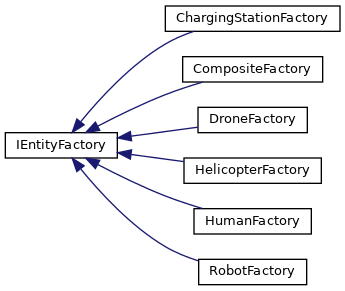 ChargingStationFactory
CompositeFactory
DroneFactory
IEntityFactory
HelicopterFactory
HumanFactory
RobotFactory